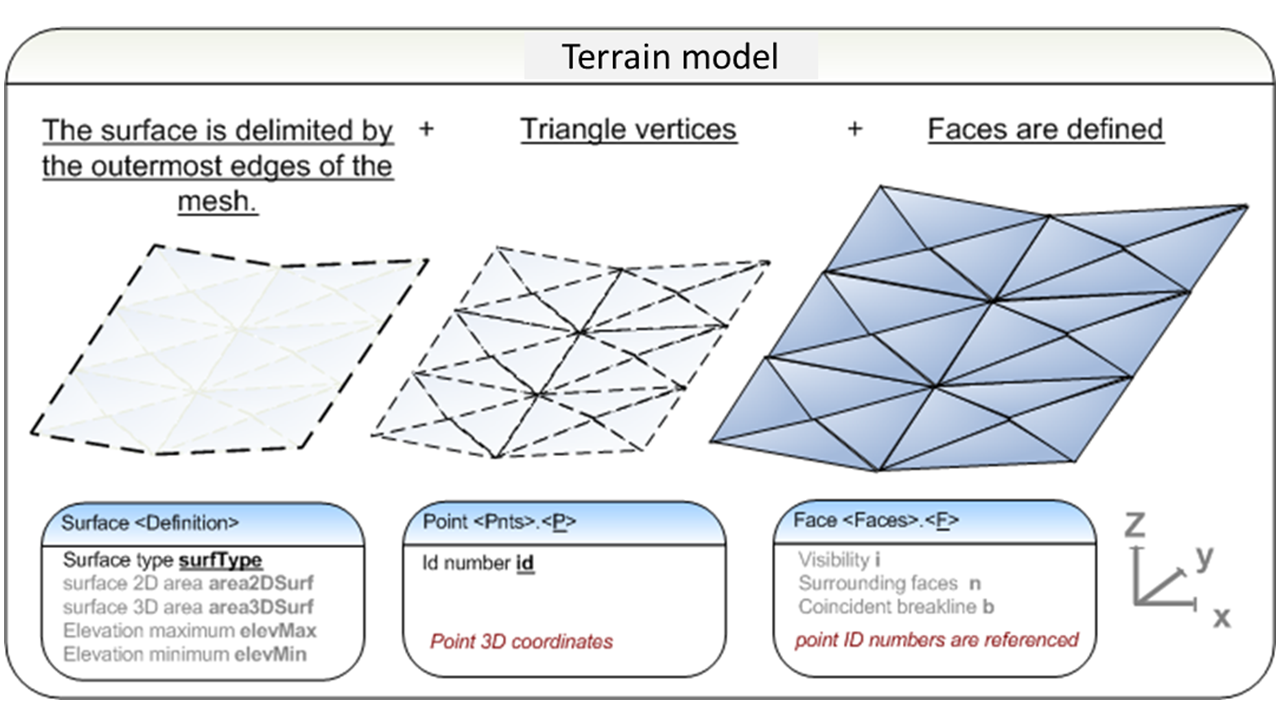 Terrain model
The surface is delimited by + Triangle vertices + Faces are defined
the outermost edges of the
mesh.
Surface <Definition>
Surface type surfType
surface 2D area area2DSurf
surface 3D area area3DSurf
Elevation maximum elevMax
Elevation minimum elevMin
Point <Pnts>.<P>
Id number id
Point 3D coordinates
Face <Faces>.<F>
Visibility i
Surrounding faces n
Coincident breakline b
point ID numbers are referenced
Z
y
x